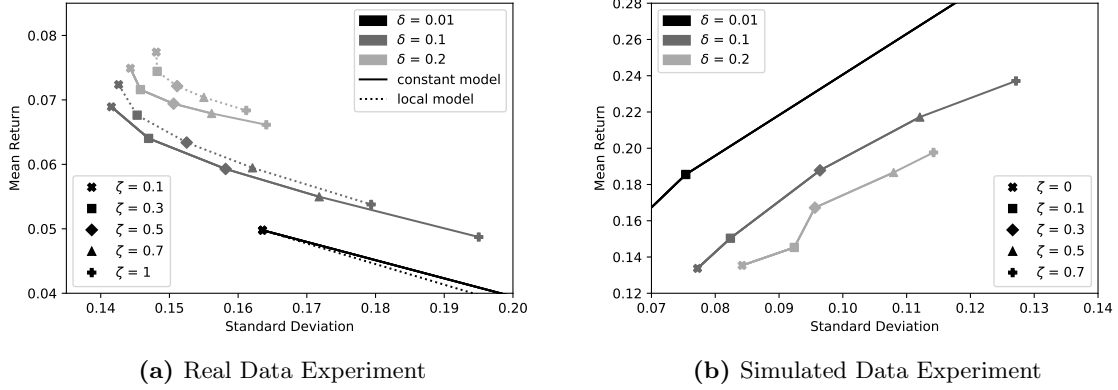 0.08
0.07
0.06
0.05
0.04
0.14
0.15
0.16
0.17
0.18
0.19
0.20
Mean Return
Standard Deviation
δ = 0.01
δ = 0.1
δ = 0.2
constant model
local model
ζ = 0.1
ζ = 0.3
ζ = 0.5
ζ = 0.7
ζ = 1
(a) Real Data Experiment
0.28
0.26
0.24
0.22
0.20
0.18
0.16
0.14
0.12
0.07
0.08
0.09
0.10
0.11
0.12
0.13
0.14
Mean Return
Standard Deviation
δ = 0.01
δ = 0.1
δ = 0.2
ζ = 0
ζ = 0.1
ζ = 0.3
ζ = 0.5
ζ = 0.7
(b) Simulated Data Experiment